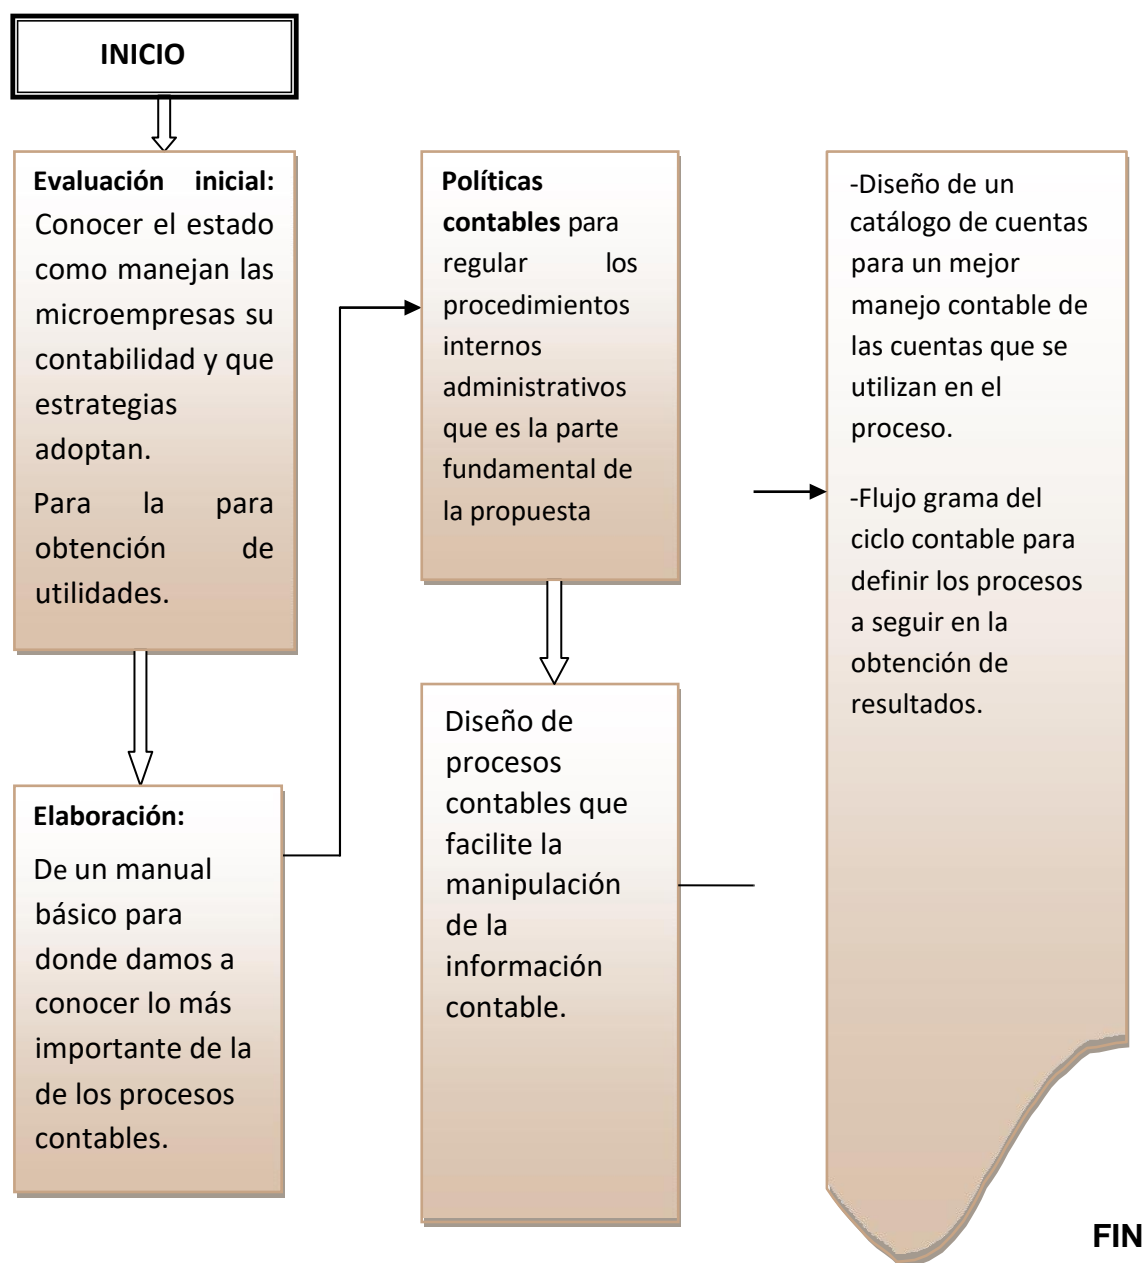 INICIO
Evaluación inicial:
Conocer el estado
como manejan las
microempresas su
contabilidad y que
estrategias
adoptan.
Para la para
obtención de
utilidades.
Elaboración:
De un manual
básico para
donde damos a
conocer lo más
importante de la
de los procesos
contables.
Políticas
contables para
regular los
procedimientos
internos
administrativos
que es la parte
fundamental de
la propuesta
Diseño de
procesos
contables que
facilite la
manipulación
de la
información
contable.
-Diseño de un
catálogo de cuentas
para un mejor
manejo contable de
las cuentas que se
utilizan en el
proceso.
-Flujo grama del
ciclo contable para
definir los procesos
a seguir en la
obtención de
resultados.
FIN